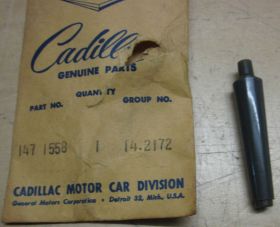 Cadill
GENUINE PARTS
QUANTITY
PART NO. GROUP NO.
147 1558 1 14.2172
CADILLAC MOTOR CAR DIVISION
General Motors Corporation • Detroit 32, Mich., U.S.A.